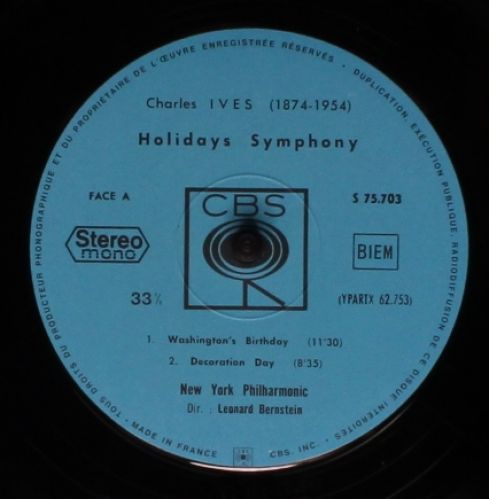 TOUS DROITS DU PRODUCTEUR PHONOGRAPHIQUE ET DU PROPRIETAIRE DE L'ŒUVRE ENREGISTRÉE RÉSERVÉS - DUPLICATION, EXÉCUTION PUBLIQUE, RADIODIFFUSION DE CE DISQUE INTERDITES
Charles IVES (1874-1954)
Holidays Symphony
FACE A
CBS
S 75.703
Stereo
mono
BIEM
33 ⅓
(YPARTX 62.753)
1. Washington's Birthday (11'30)
2. Decoration Day (8'35)
New York Philharmonic
Dir. : Leonard Bernstein
MADE IN FRANCE
CBS. INC.